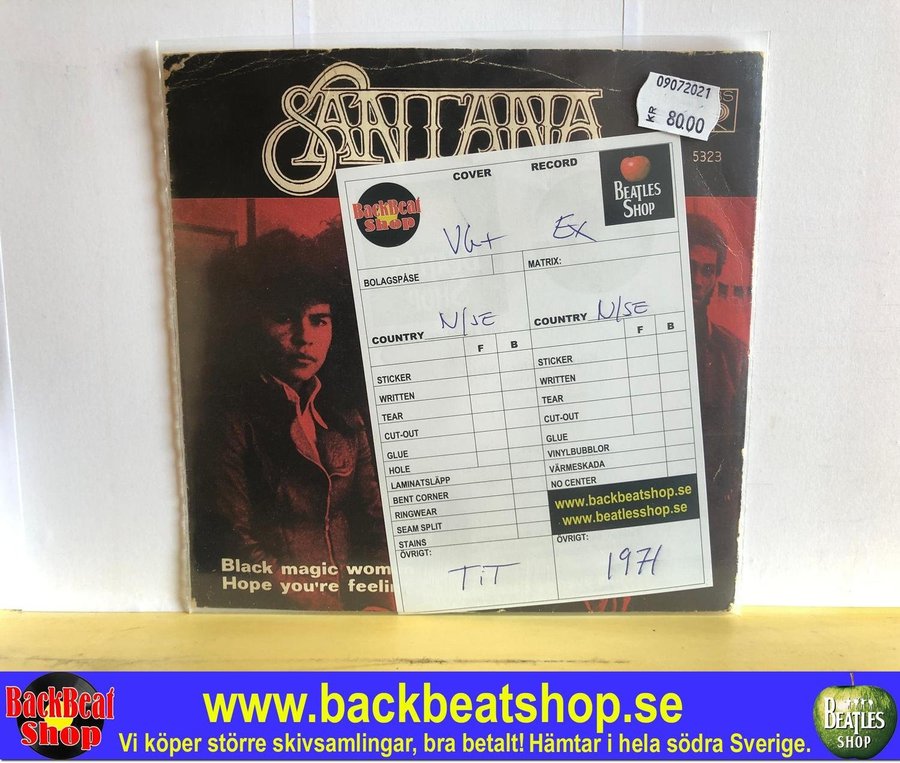 SANTANA
09072021
KR 80.00
5323
COVER RECORD
BackBeat Shop
BEATLES SHOP
VG+ EX
BOLAGSPÅSE MATRIX:
COUNTRY N/SE COUNTRY N/SE
F B F B
STICKER STICKER
WRITTEN WRITTEN
TEAR TEAR
CUT-OUT CUT-OUT
GLUE GLUE
HOLE VINYLBUBBLOR
LAMINATSLÄPP VÄRMESKADA
BENT CORNER NO CENTER
RINGWEAR www.backbeatshop.se
SEAM SPLIT www.beatlesshop.se
STAINS
ÖVRIGT: ÖVRIGT:
TiT 1971
Black magic
Hope you're
BackBeat Shop
www.backbeatshop.se
Vi köper större skivsamlingar, bra betalt! Hämtar i hela södra Sverige.
BEATLES SHOP